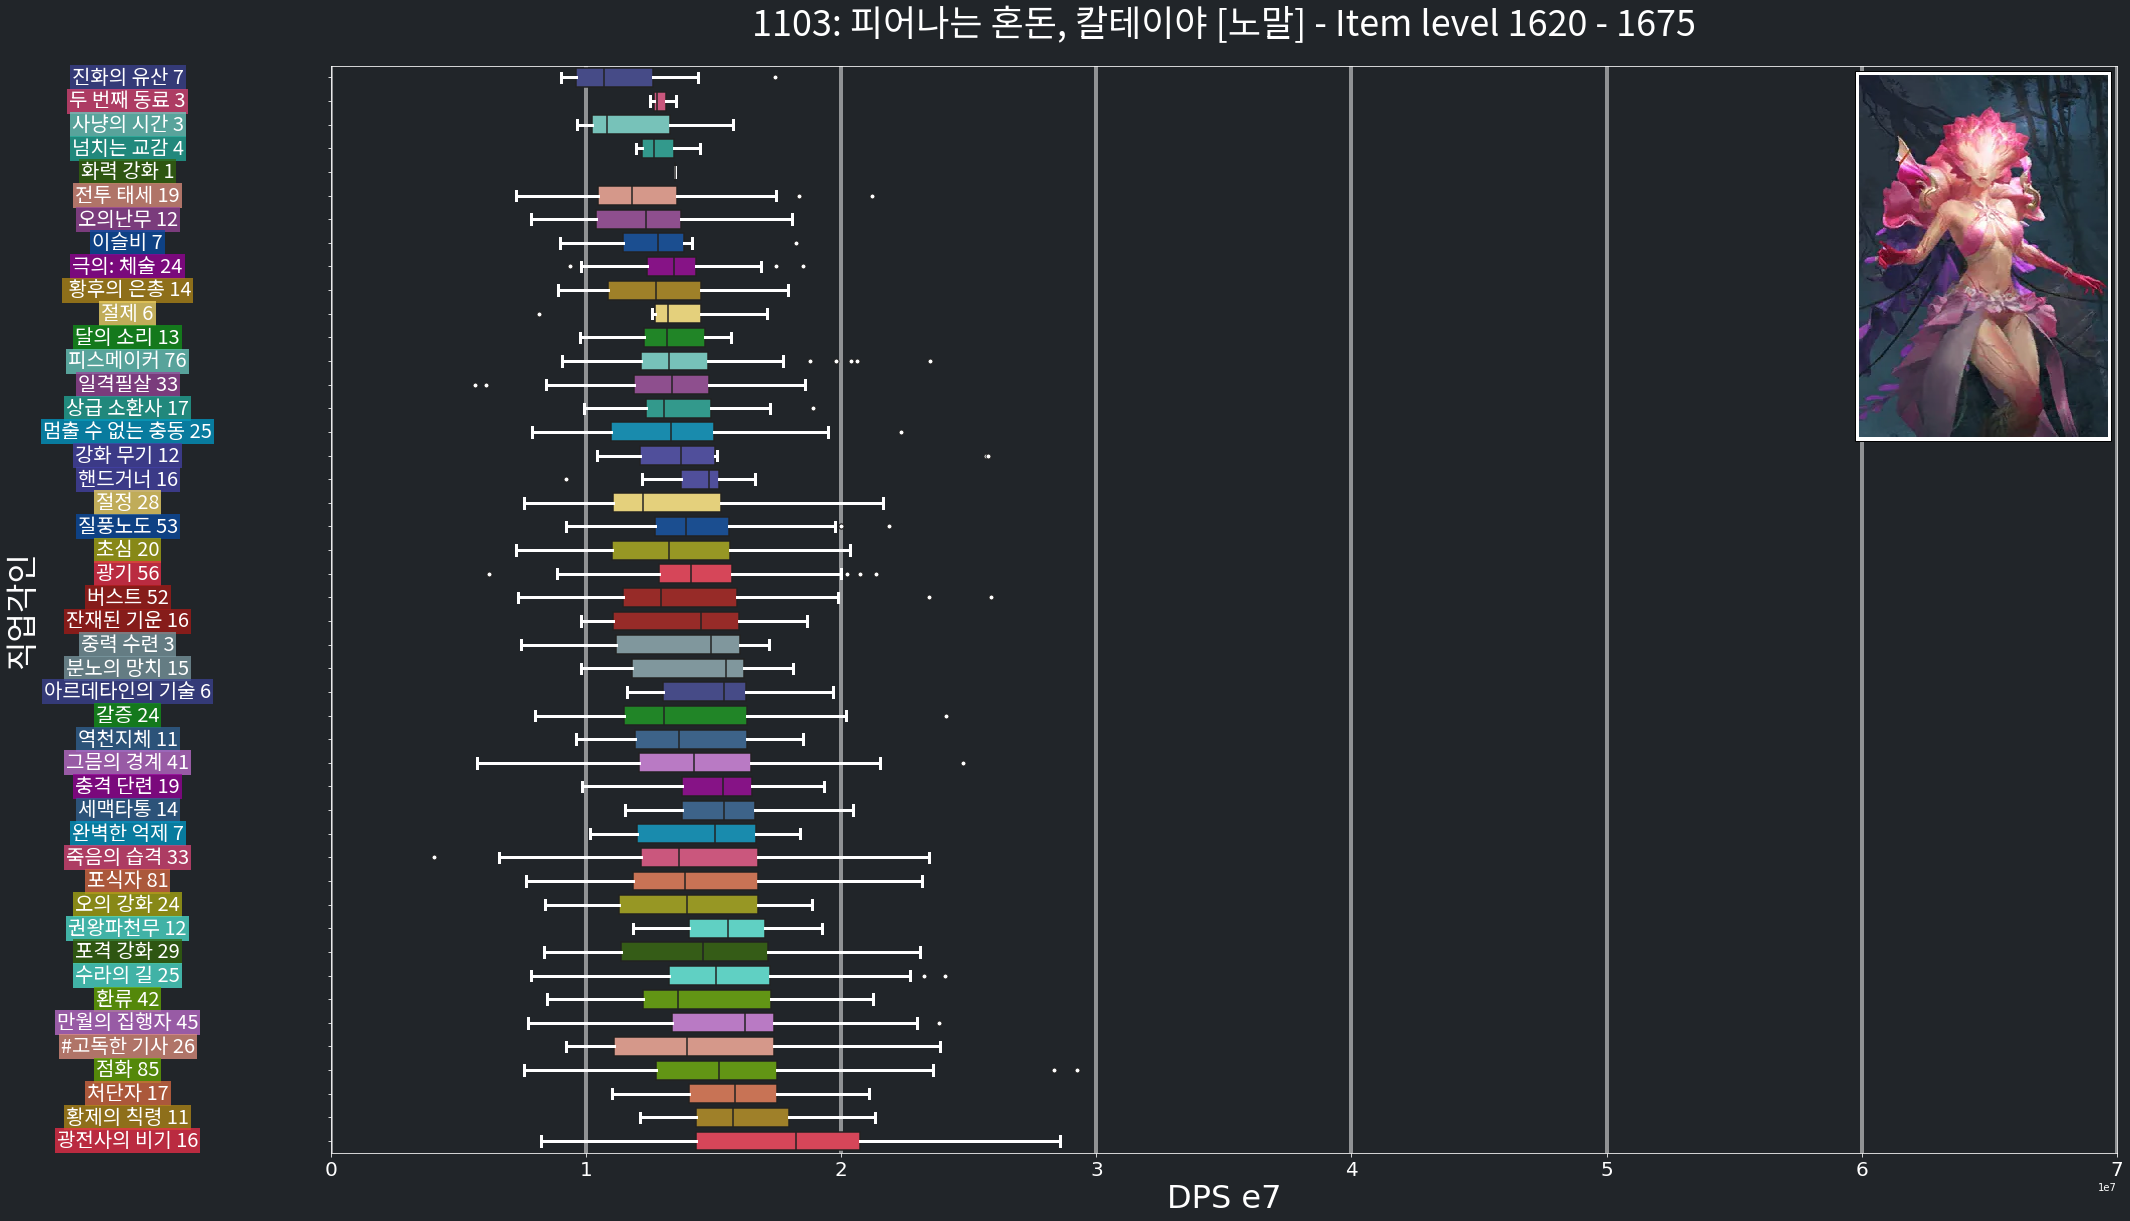 1103: 피어나는 혼돈, 칼테이야 [노말] - Item level 1620 - 1675
직업각인
진화의 유산 7
두 번째 동료 3
사냥의 시간 3
넘치는 교감 4
화력 강화 1
전투 태세 19
오의난무 12
이슬비 7
극의: 체술 24
황후의 은총 14
절제 6
달의 소리 13
피스메이커 76
일격필살 33
상급 소환사 17
멈출 수 없는 충동 25
강화 무기 12
핸드거너 16
절정 28
질풍노도 53
초심 20
광기 56
버스트 52
잔재된 기운 16
중력 수련 3
분노의 망치 15
아르데타인의 기술 6
갈증 24
역천지체 11
그믐의 경계 41
충격 단련 19
세맥타통 14
완벽한 억제 7
죽음의 습격 33
포식자 81
오의 강화 24
권왕파천무 12
포격 강화 29
수라의 길 25
환류 42
만월의 집행자 45
#고독한 기사 26
점화 85
처단자 17
황제의 칙령 11
광전사의 비기 16
0 1 2 3 4 5 6 7
1e7
DPS e7